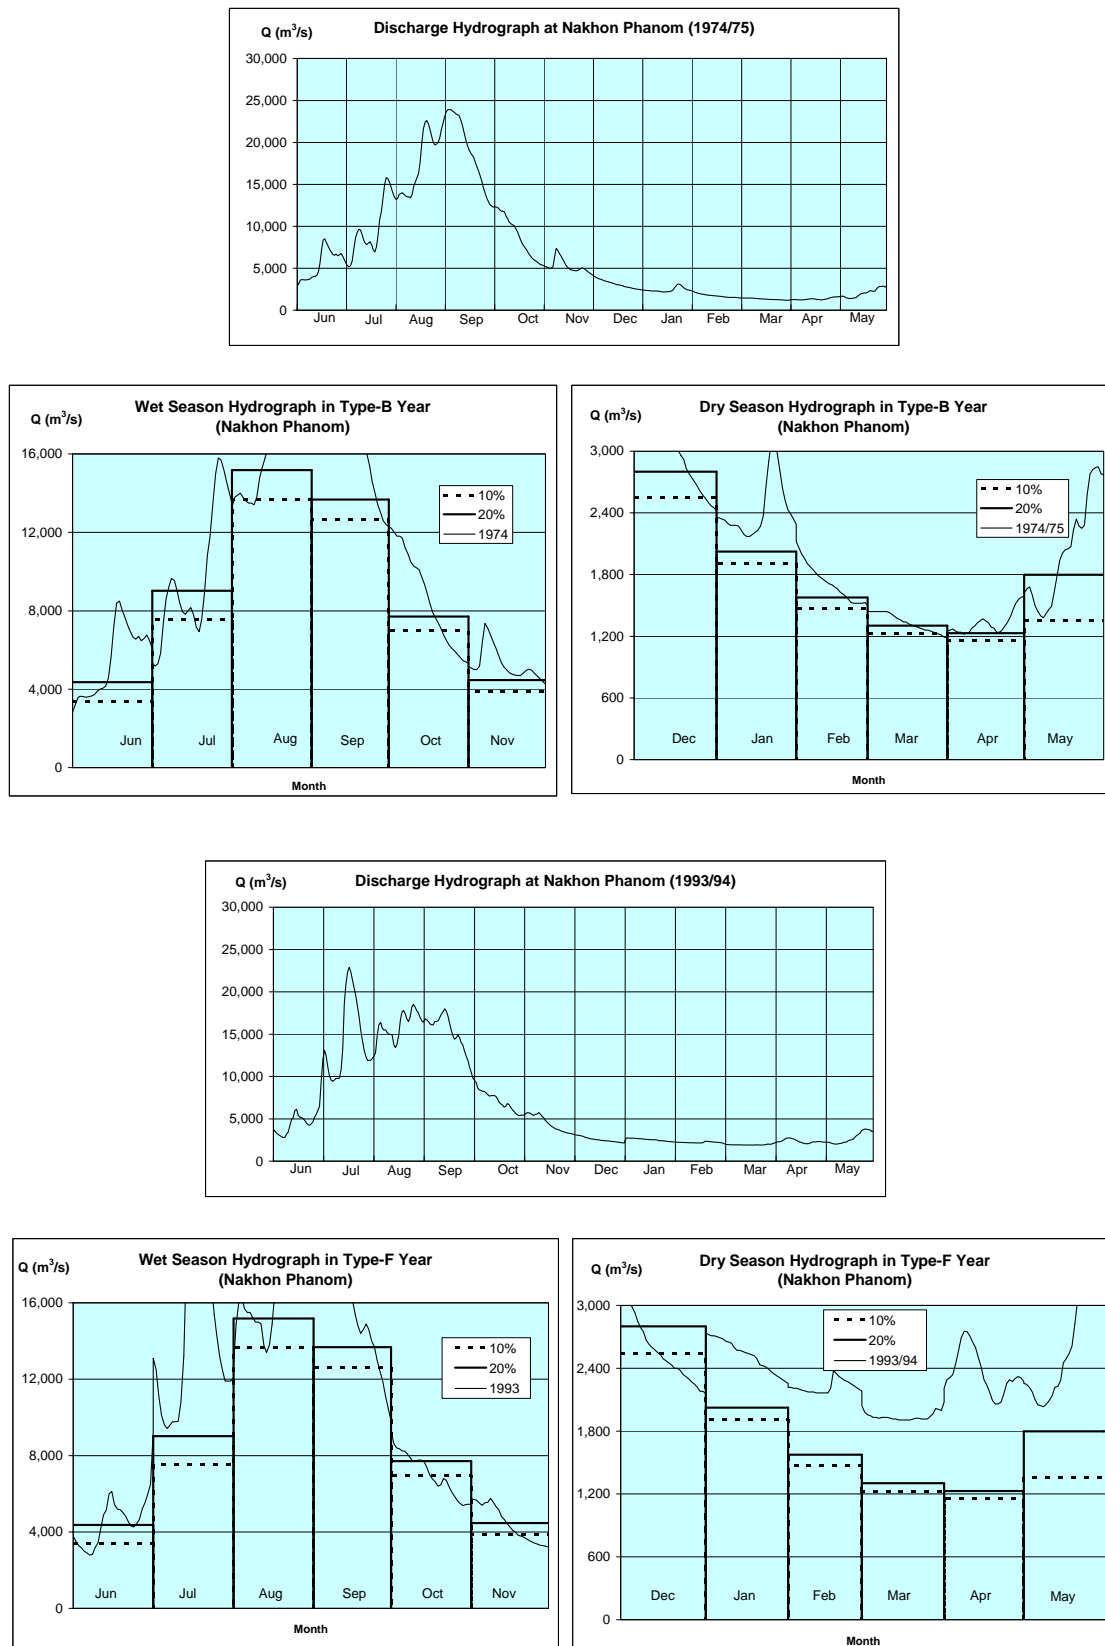 Q (m³/s)
Discharge Hydrograph at Nakhon Phanom (1974/75)
30,000
25,000
20,000
15,000
10,000
5,000
0
Jun Jul Aug Sep Oct Nov Dec Jan Feb Mar Apr May
Q (m³/s)
Wet Season Hydrograph in Type-B Year
(Nakhon Phanom)
16,000
12,000
8,000
4,000
0
10%
20%
1974
Jun Jul Aug Sep Oct Nov
Month
Q (m³/s)
Dry Season Hydrograph in Type-B Year
(Nakhon Phanom)
3,000
2,400
1,800
1,200
600
0
10%
20%
1974/75
Dec Jan Feb Mar Apr May
Month
Q (m³/s)
Discharge Hydrograph at Nakhon Phanom (1993/94)
30,000
25,000
20,000
15,000
10,000
5,000
0
Jun Jul Aug Sep Oct Nov Dec Jan Feb Mar Apr May
Q (m³/s)
Wet Season Hydrograph in Type-F Year
(Nakhon Phanom)
16,000
12,000
8,000
4,000
0
10%
20%
1993
Jun Jul Aug Sep Oct Nov
Month
Q (m³/s)
Dry Season Hydrograph in Type-F Year
(Nakhon Phanom)
3,000
2,400
1,800
1,200
600
0
10%
20%
1993/94
Dec Jan Feb Mar Apr May
Month